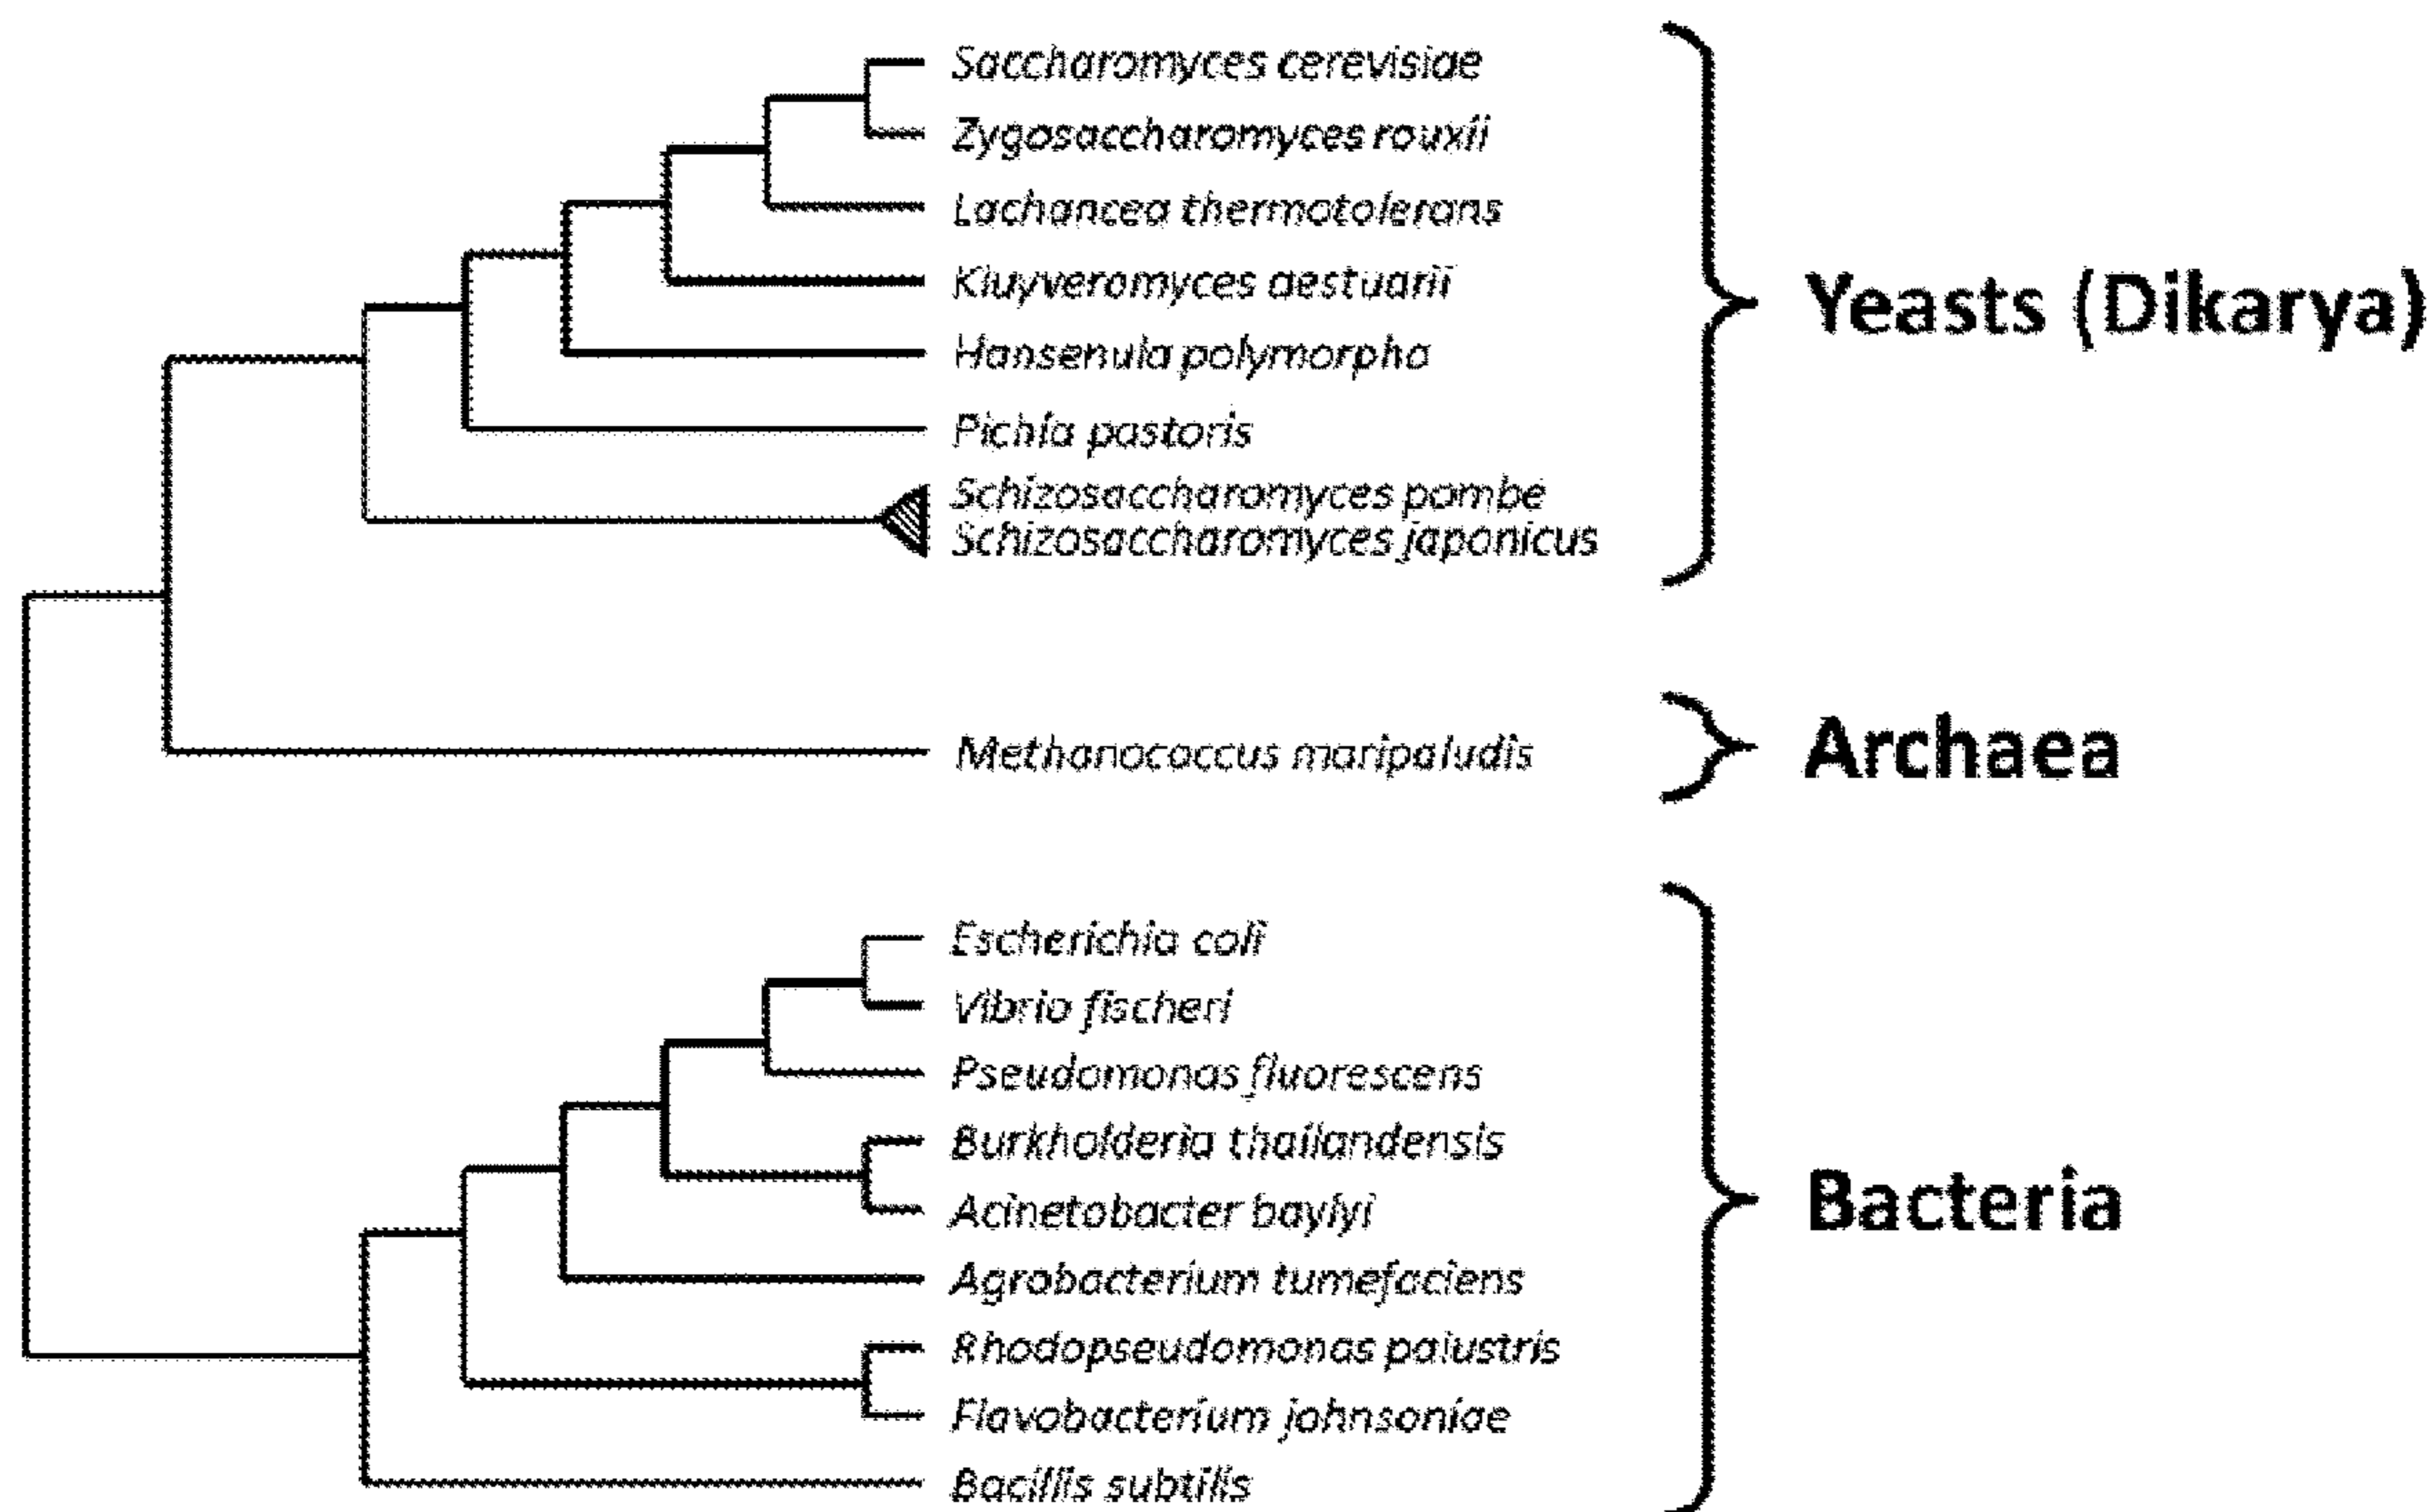 Saccharomyces cerevisiae
Zygosaccharomyces rouxii
Lachancea thermotolerans
Kluyveromyces aestuarii
Hansenula polymorpha
Pichia pastoris
Schizosaccharomyces pombe
Schizosaccharomyces japonicus
Yeasts (Dikarya)
Methanococcus maripaludis
Archaea
Escherichia coli
Vibrio fischeri
Pseudomonas fluorescens
Burkholderia thailandensis
Acinetobacter baylyi
Agrobacterium tumefaciens
Rhodopseudomonas palustris
Flavobacterium johnsoniae
Bacillis subtilis
Bacteria